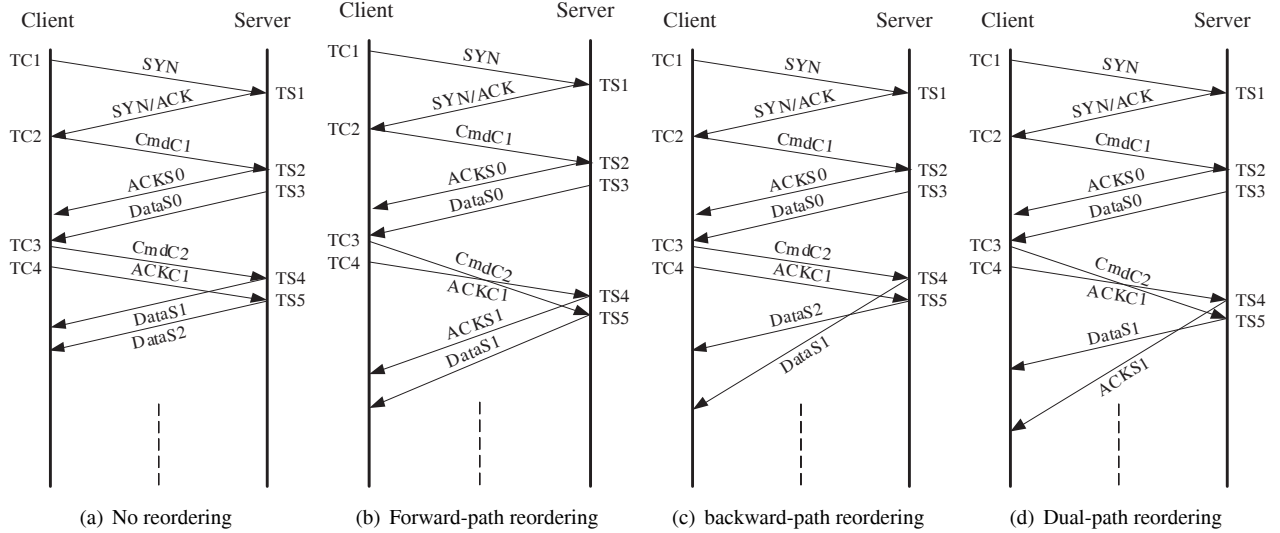 Client Server
TC1
SYN
TS1
SYN/ACK
TC2
CmdC1
TS2
ACKS0
TS3
DataS0
TC3
CmdC2
TC4
ACKC1
TS4
TS5
DataS1
DataS2
(a) No reordering
Client Server
TC1
SYN
TS1
SYN/ACK
TC2
CmdC1
TS2
ACKS0
TS3
DataS0
TC3
CmdC2
TC4
ACKC1
TS4
TS5
ACKS1
DataS1
(b) Forward-path reordering
Client Server
TC1
SYN
TS1
SYN/ACK
TC2
CmdC1
TS2
ACKS0
TS3
DataS0
TC3
CmdC2
TC4
ACKC1
TS4
TS5
DataS2
DataS1
(c) backward-path reordering
Client Server
TC1
SYN
TS1
SYN/ACK
TC2
CmdC1
TS2
ACKS0
TS3
DataS0
TC3
CmdC2
TC4
ACKC1
TS4
TS5
DataS1
ACKS1
(d) Dual-path reordering